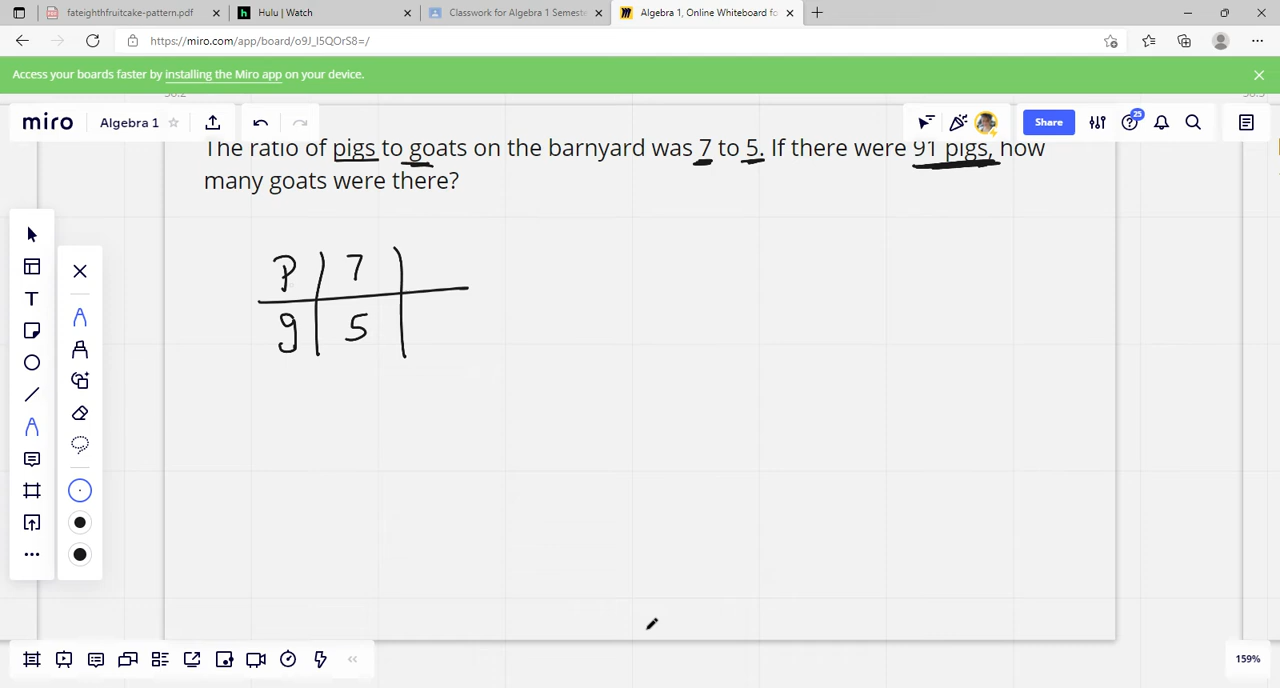 fateighthfruitcake-pattern.pdf
Hulu | Watch
Classwork for Algebra 1 Semest
Algebra 1, Online Whiteboard fo
https://miro.com/app/board/o9J_l5QOrS8=/
Access your boards faster by installing the Miro app on your device.
miro
Algebra 1
Share
25
The ratio of pigs to goats on the barnyard was 7 to 5. If there were 91 pigs, how
many goats were there?
P 7
g 5
159%